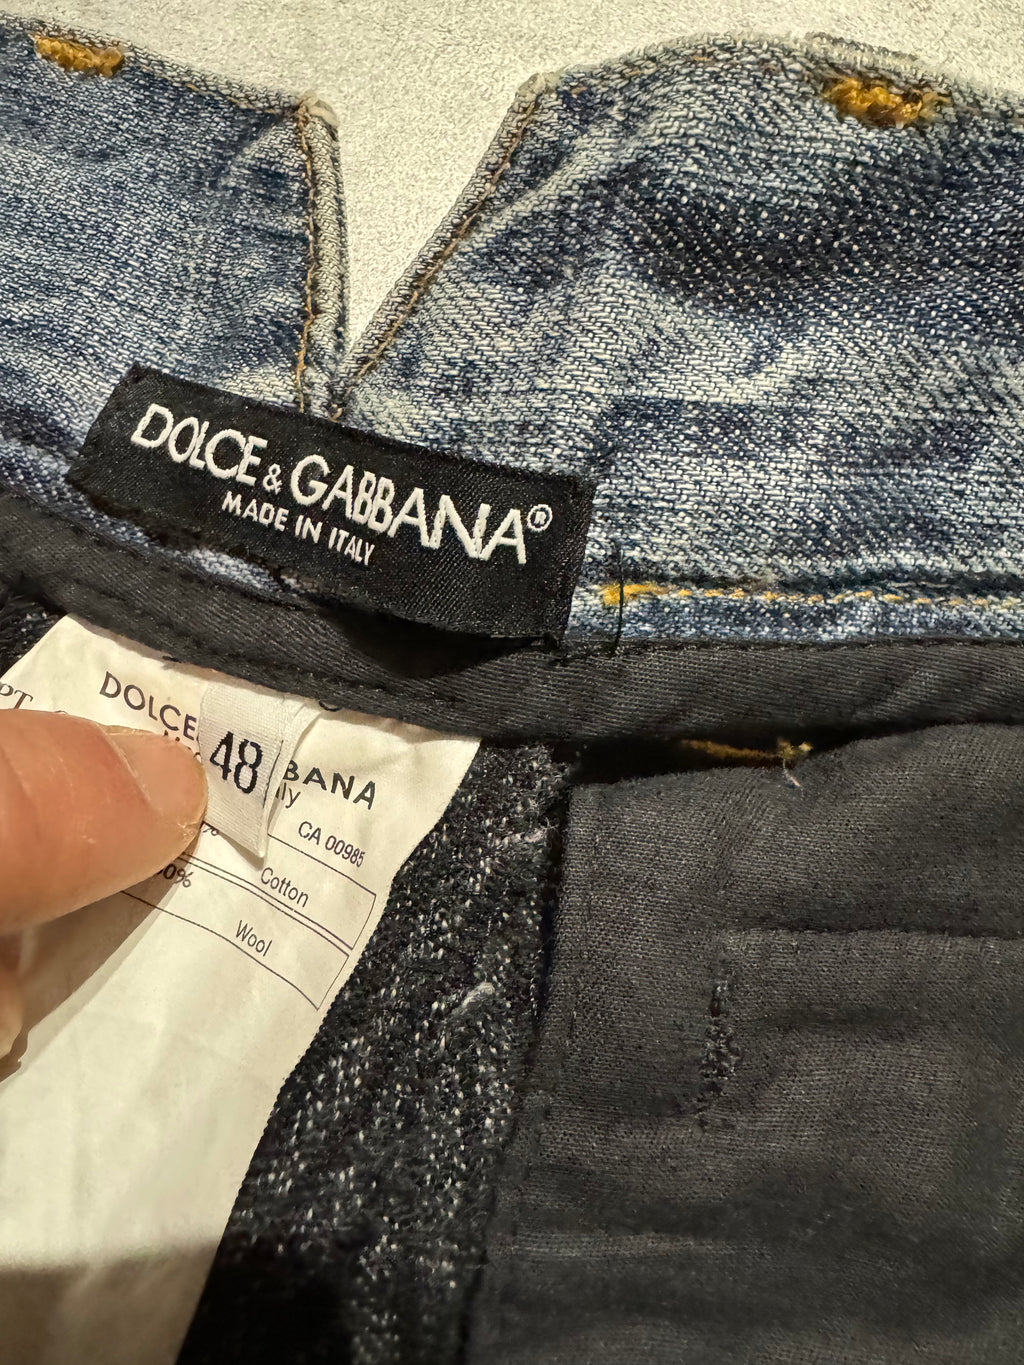 DOLCE & GABBANA®
MADE IN ITALY
DOLCE
48
BANA
CA 00985
Cotton
Wool